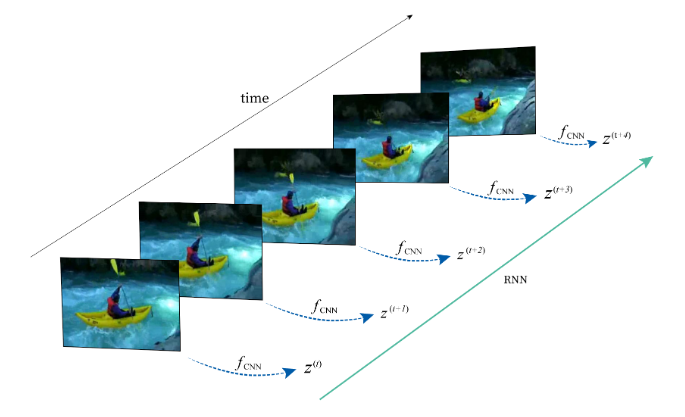 time
f_CNN z^(t+4)
f_CNN z^(t+3)
f_CNN z^(t+2)
RNN
f_CNN z^(t+1)
f_CNN z^(t)